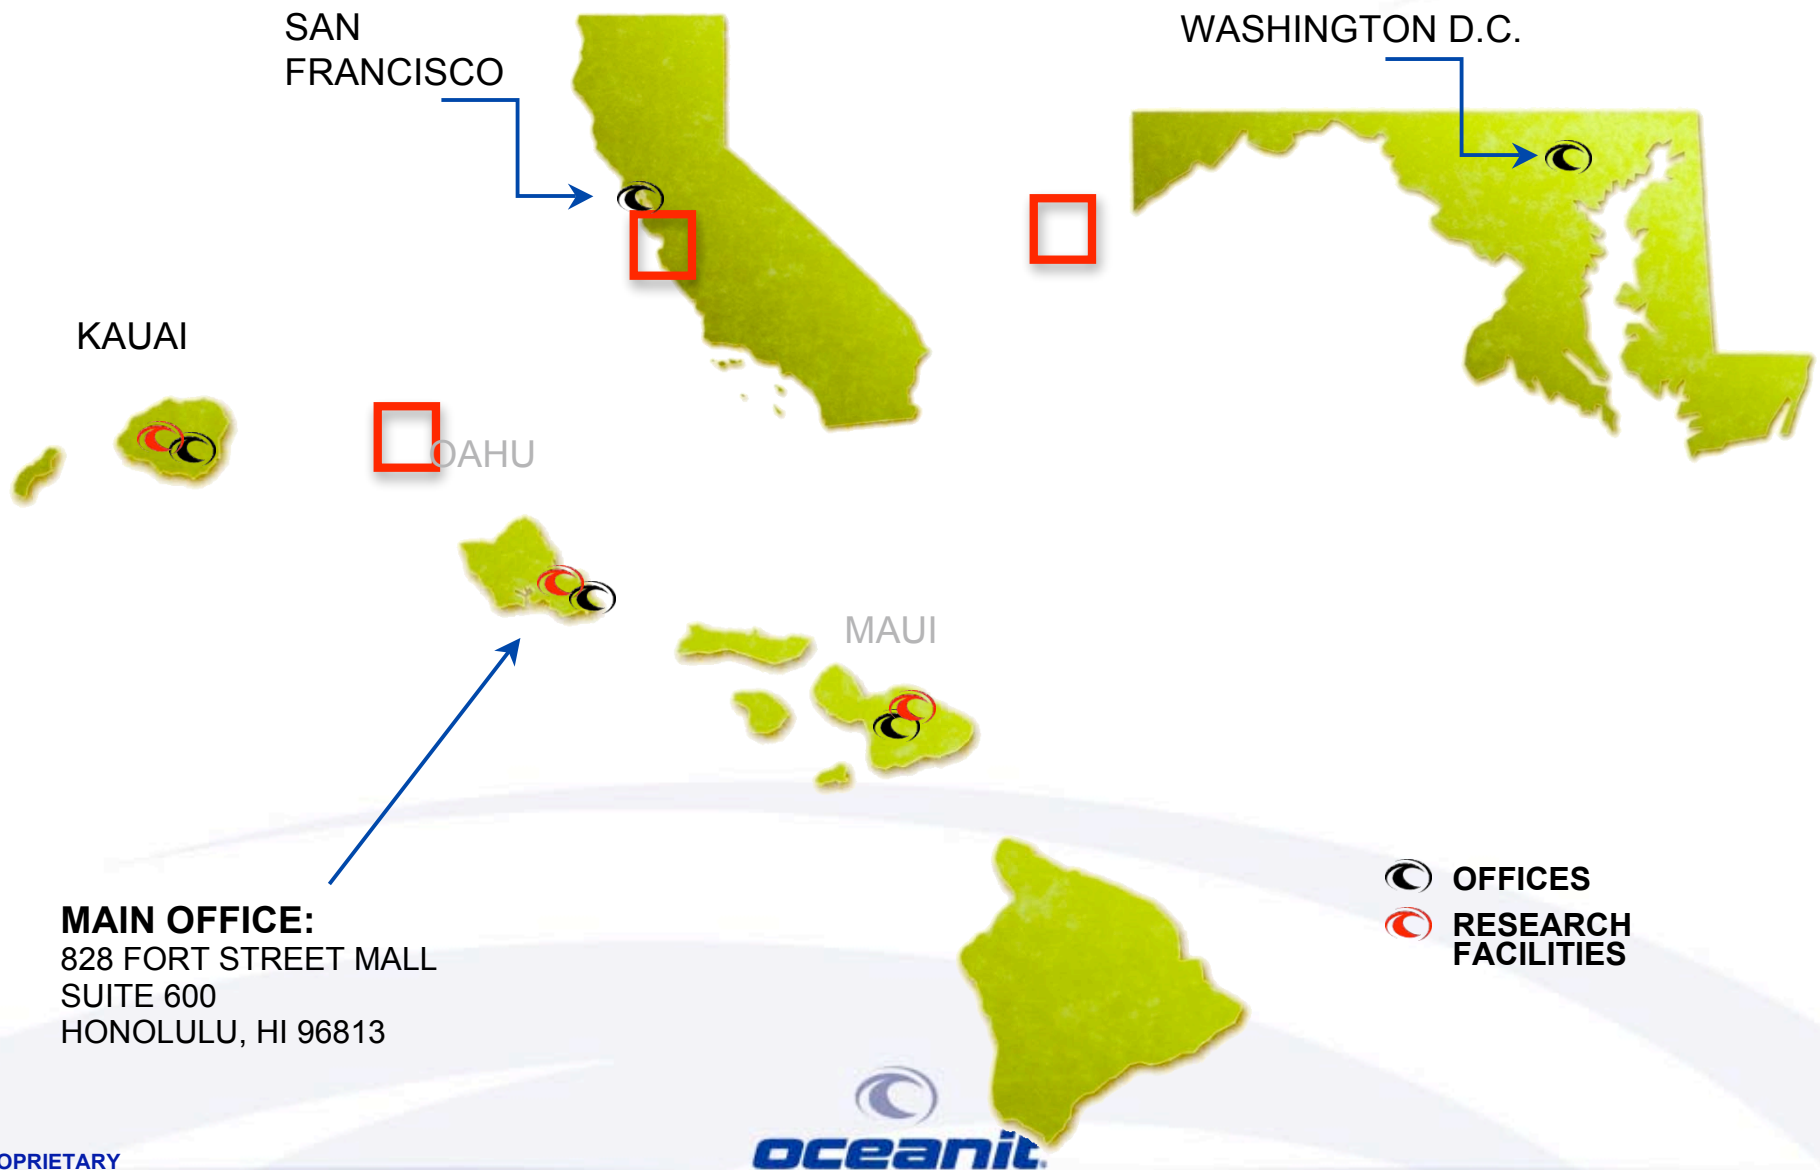 SAN
FRANCISCO
WASHINGTON D.C.
KAUAI
OAHU
MAUI
MAIN OFFICE:
828 FORT STREET MALL
SUITE 600
HONOLULU, HI 96813
OFFICES
RESEARCH
FACILITIES
oceanit
OPRIETARY